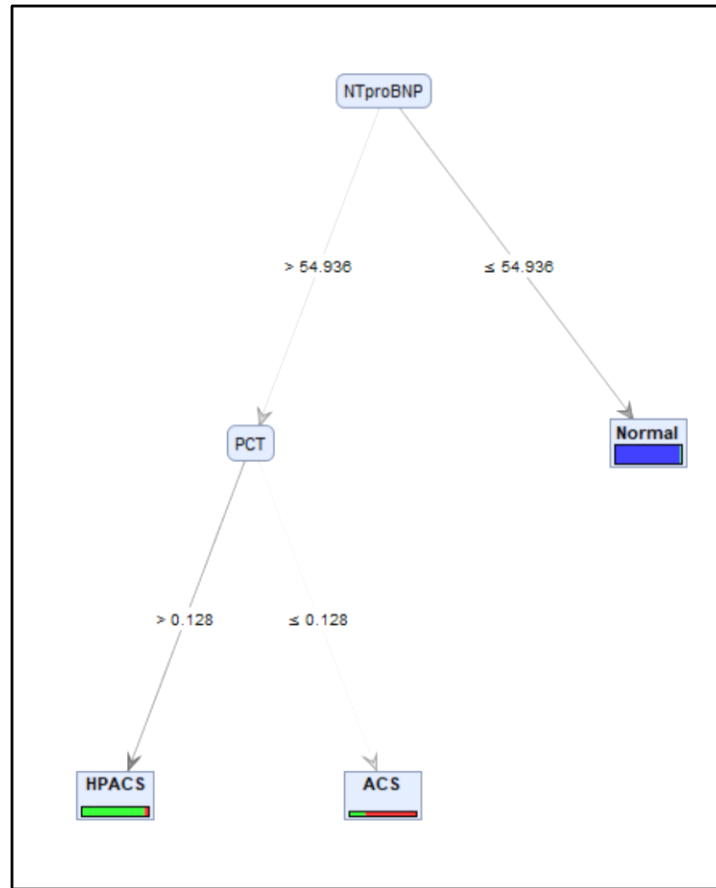 NTproBNP
> 54.936
≤ 54.936
PCT
Normal
> 0.128
≤ 0.128
HPACS
ACS